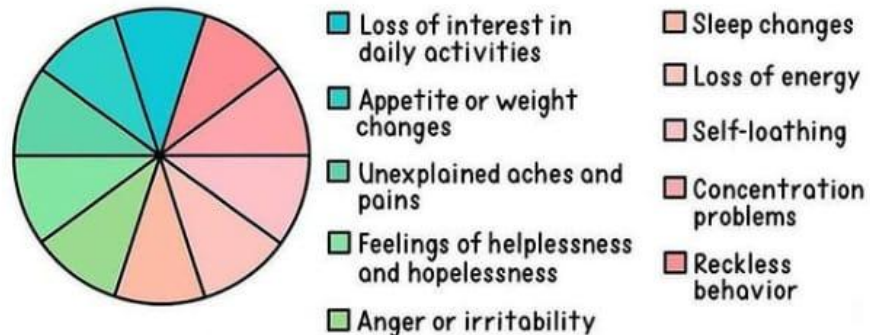 Loss of interest in
daily activities
Appetite or weight
changes
Unexplained aches and
pains
Feelings of helplessness
and hopelessness
Anger or irritability
Sleep changes
Loss of energy
Self-loathing
Concentration
problems
Reckless
behavior